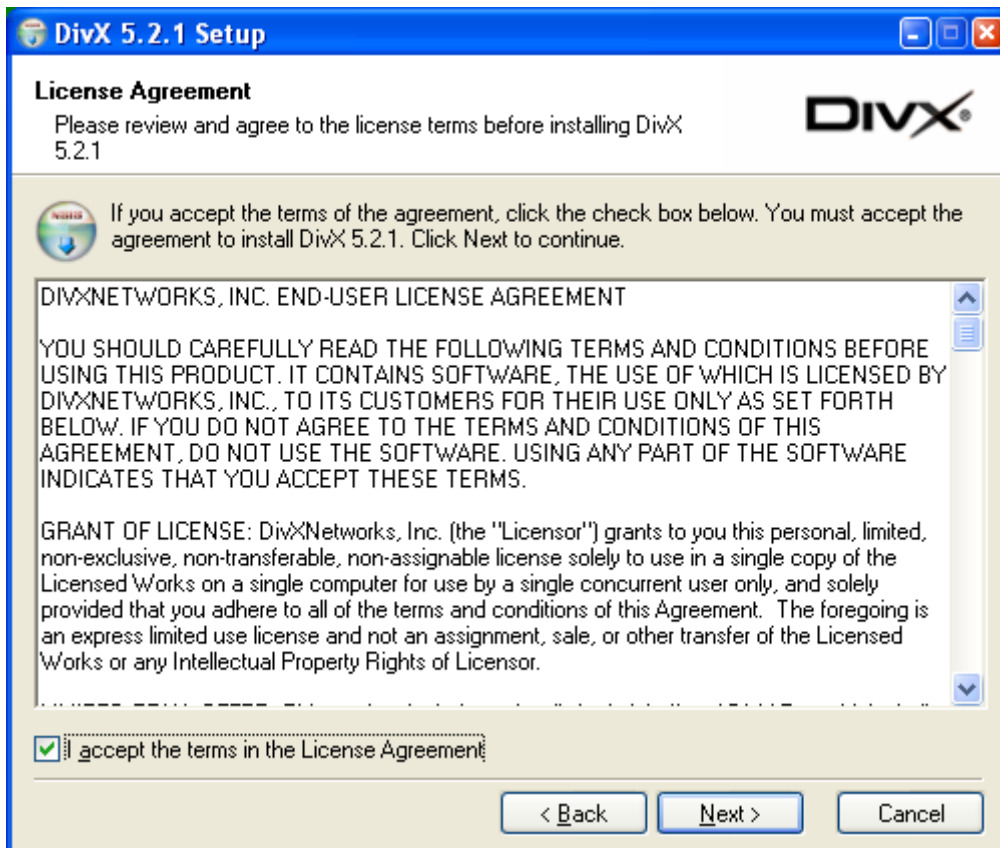 DivX 5.2.1 Setup
License Agreement
Please review and agree to the license terms before installing DivX
5.2.1
DIVX®
If you accept the terms of the agreement, click the check box below. You must accept the
agreement to install DivX 5.2.1. Click Next to continue.
DIVXNETWORKS, INC. END-USER LICENSE AGREEMENT
YOU SHOULD CAREFULLY READ THE FOLLOWING TERMS AND CONDITIONS BEFORE
USING THIS PRODUCT. IT CONTAINS SOFTWARE, THE USE OF WHICH IS LICENSED BY
DIVXNETWORKS, INC., TO ITS CUSTOMERS FOR THEIR USE ONLY AS SET FORTH
BELOW. IF YOU DO NOT AGREE TO THE TERMS AND CONDITIONS OF THIS
AGREEMENT, DO NOT USE THE SOFTWARE. USING ANY PART OF THE SOFTWARE
INDICATES THAT YOU ACCEPT THESE TERMS.
GRANT OF LICENSE: DivXNetworks, Inc. (the "Licensor") grants to you this personal, limited,
non-exclusive, non-transferable, non-assignable license solely to use in a single copy of the
Licensed Works on a single computer for use by a single concurrent user only, and solely
provided that you adhere to all of the terms and conditions of this Agreement.  The foregoing is
an express limited use license and not an assignment, sale, or other transfer of the Licensed
Works or any Intellectual Property Rights of Licensor.
I accept the terms in the License Agreement
< Back
Next >
Cancel